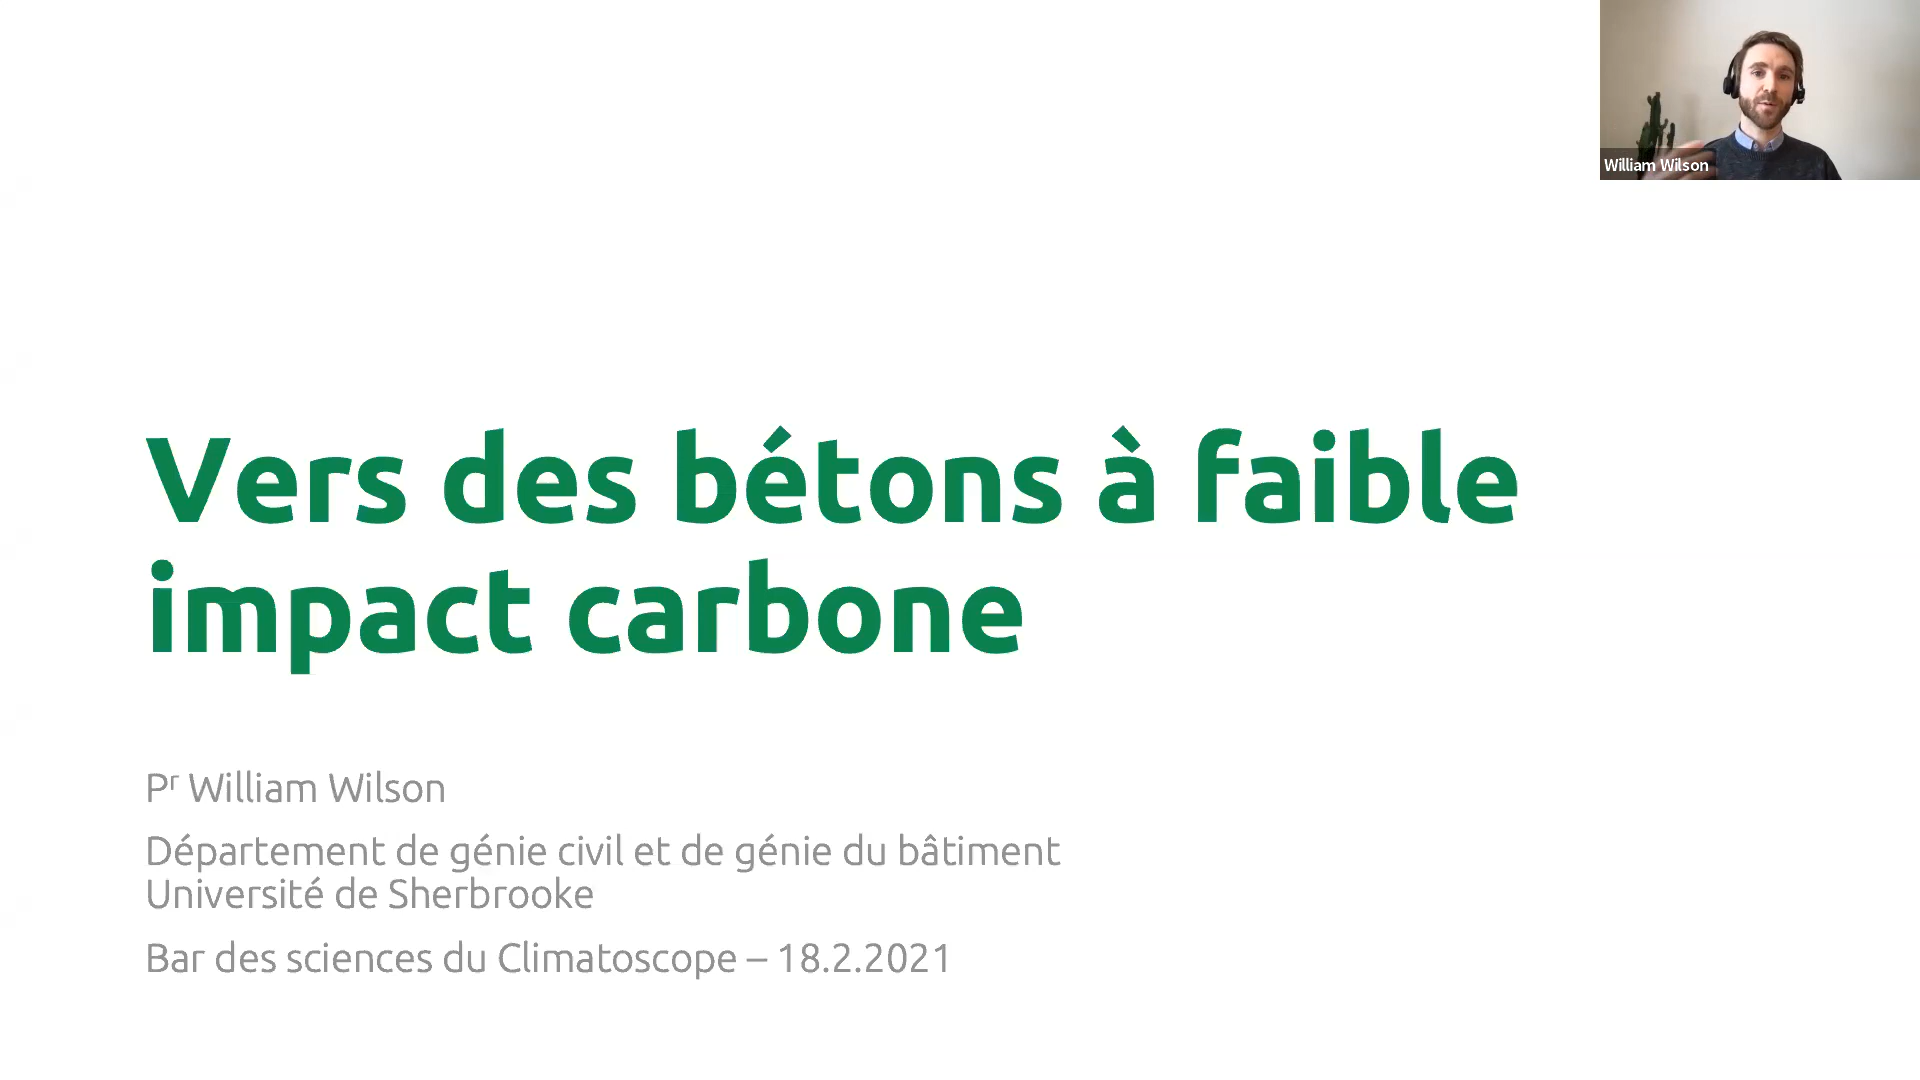 William Wilson
Vers des bétons à faible
impact carbone
Pr William Wilson
Département de génie civil et de génie du bâtiment
Université de Sherbrooke
Bar des sciences du Climatoscope – 18.2.2021